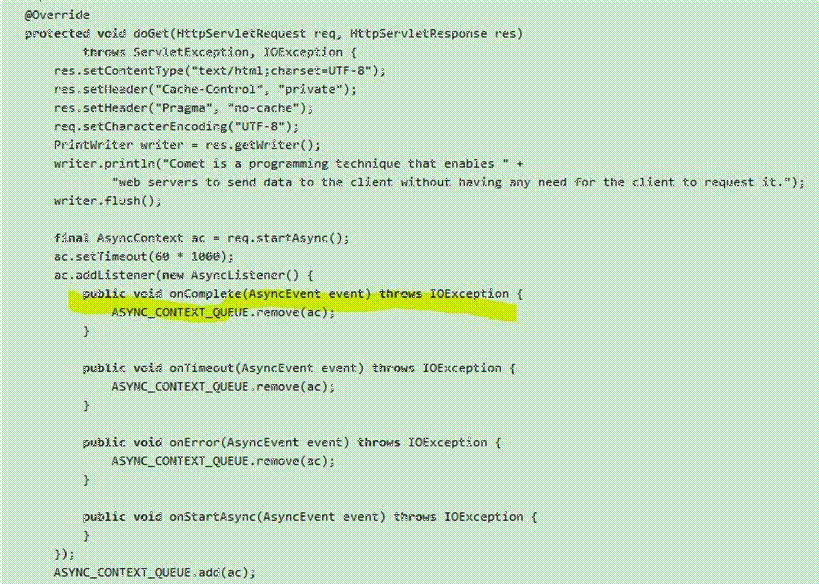 @Override
protected void doGet(HttpServletRequest req, HttpServletResponse res)
throws ServletException, IOException {
res.setContentType("text/html;charset=UTF-8");
res.setHeader("Cache-Control", "private");
res.setHeader("Pragma", "no-cache");
req.setCharacterEncoding("UTF-8");
PrintWriter writer = res.getWriter();
writer.println("Comet is a programming technique that enables " +
"web servers to send data to the client without having any need for the client to request it.");
writer.flush();
final AsyncContext ac = req.startAsync();
ac.setTimeout(60 * 1000);
ac.addListener(new AsyncListener() {
public void onComplete(AsyncEvent event) throws IOException {
ASYNC_CONTEXT_QUEUE.remove(ac);
}
public void onTimeout(AsyncEvent event) throws IOException {
ASYNC_CONTEXT_QUEUE.remove(ac);
}
public void onError(AsyncEvent event) throws IOException {
ASYNC_CONTEXT_QUEUE.remove(ac);
}
public void onStartAsync(AsyncEvent event) throws IOException {
}
});
ASYNC_CONTEXT_QUEUE.add(ac);